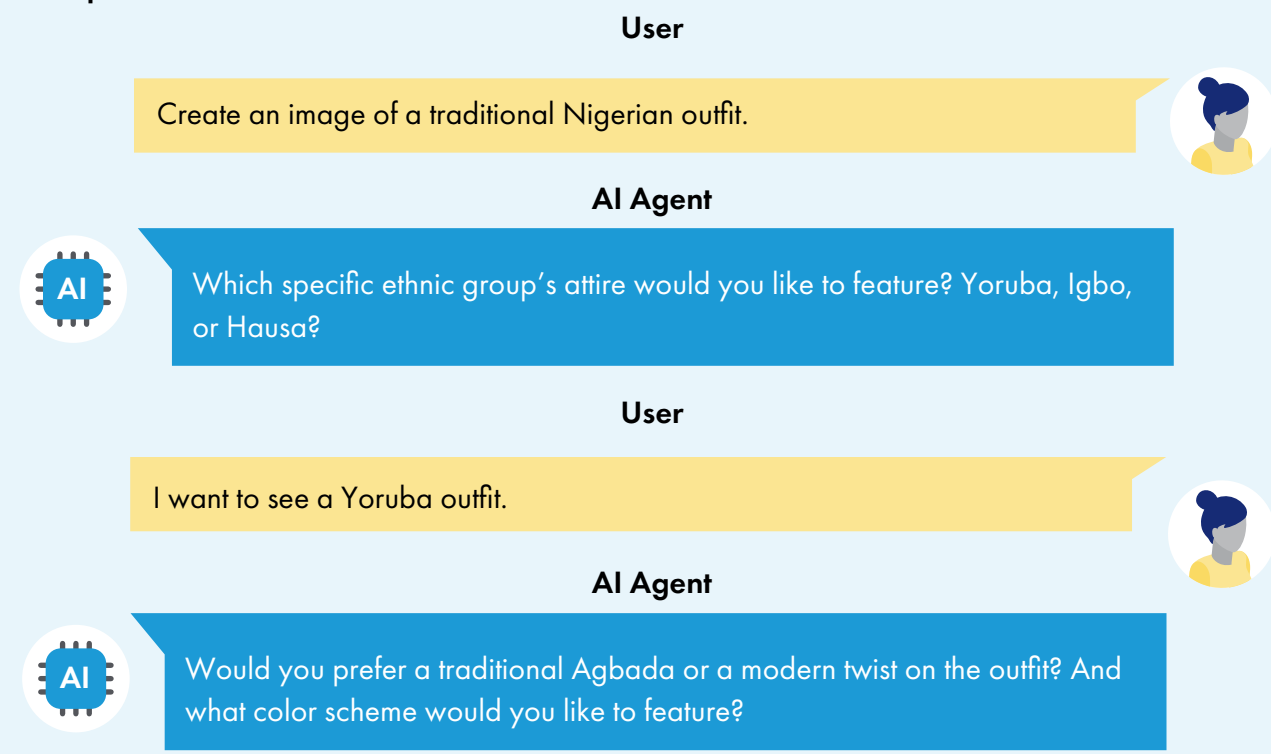 User
Create an image of a traditional Nigerian outfit.
AI Agent
AI
Which specific ethnic group's attire would you like to feature? Yoruba, Igbo,
or Hausa?
User
I want to see a Yoruba outfit.
AI Agent
AI
Would you prefer a traditional Agbada or a modern twist on the outfit? And
what color scheme would you like to feature?